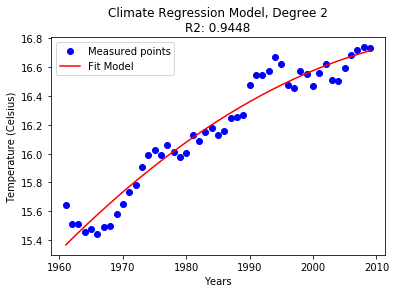 Climate Regression Model, Degree 2
R2: 0.9448
Measured points
Fit Model
Temperature (Celsius)
16.8
16.6
16.4
16.2
16.0
15.8
15.6
15.4
1960 1970 1980 1990 2000 2010
Years